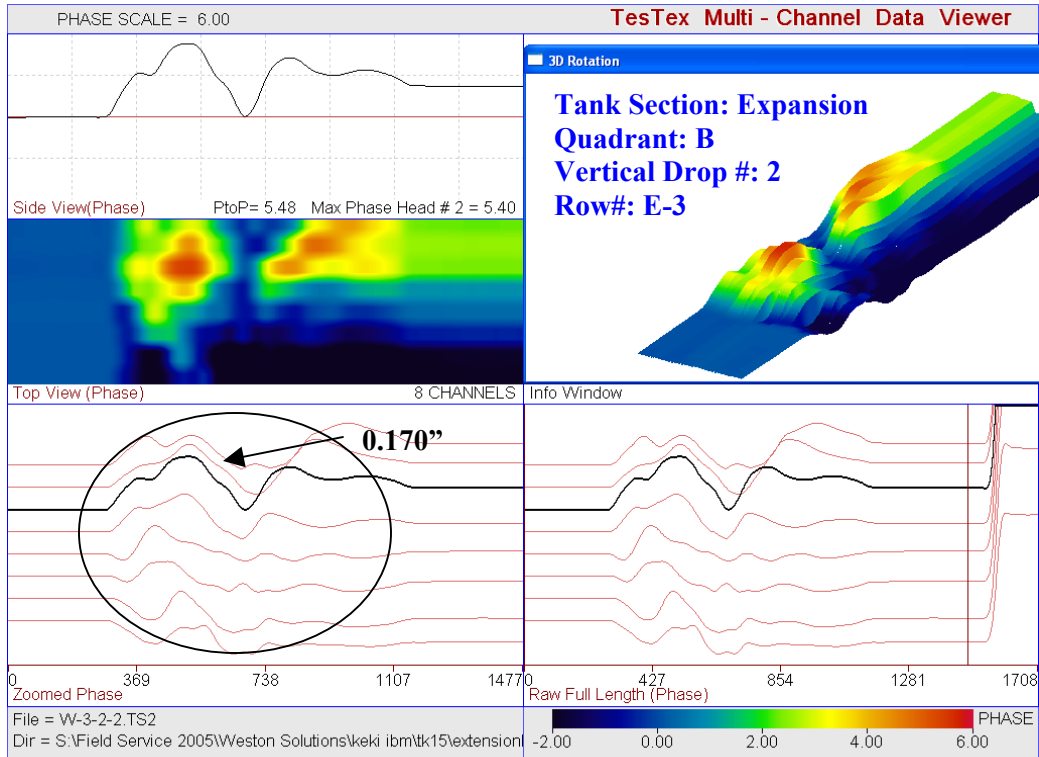 PHASE SCALE = 6.00
TesTex Multi - Channel Data Viewer
3D Rotation
Tank Section: Expansion
Quadrant: B
Vertical Drop #: 2
Row#: E-3
Side View(Phase) PtoP= 5.48 Max Phase Head # 2 = 5.40
Top View (Phase) 8 CHANNELS
Info Window
0.170”
0 369 738 1107 1477
Zoomed Phase
0 427 854 1281 1708
Raw Full Length (Phase)
File = W-3-2-2.TS2
Dir = S:\Field Service 2005\Weston Solutions\keki ibm\tk15\extensionl
PHASE
-2.00 0.00 2.00 4.00 6.00